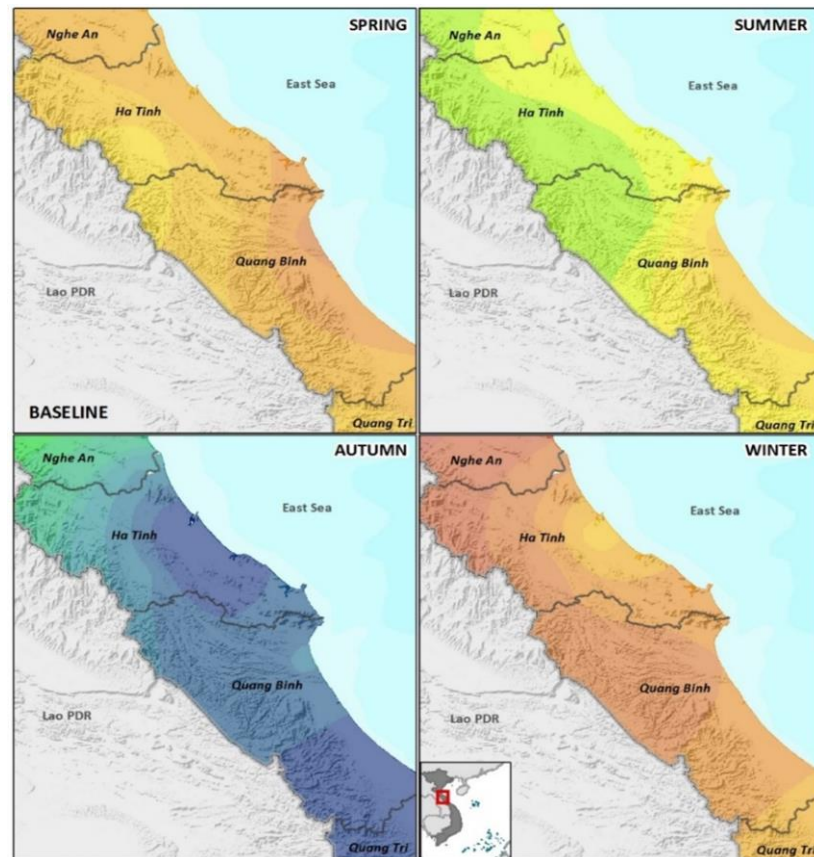 SPRING
Nghe An
East Sea
Ha Tinh
Quang Binh
Lao PDR
BASELINE
Quang Tri
SUMMER
Nghe An
East Sea
Ha Tinh
Quang Binh
Lao PDR
Quang Tri
AUTUMN
Nghe An
East Sea
Ha Tinh
Quang Binh
Lao PDR
Quang Tri
WINTER
Nghe An
East Sea
Ha Tinh
Quang Binh
Lao PDR
Quang Tri